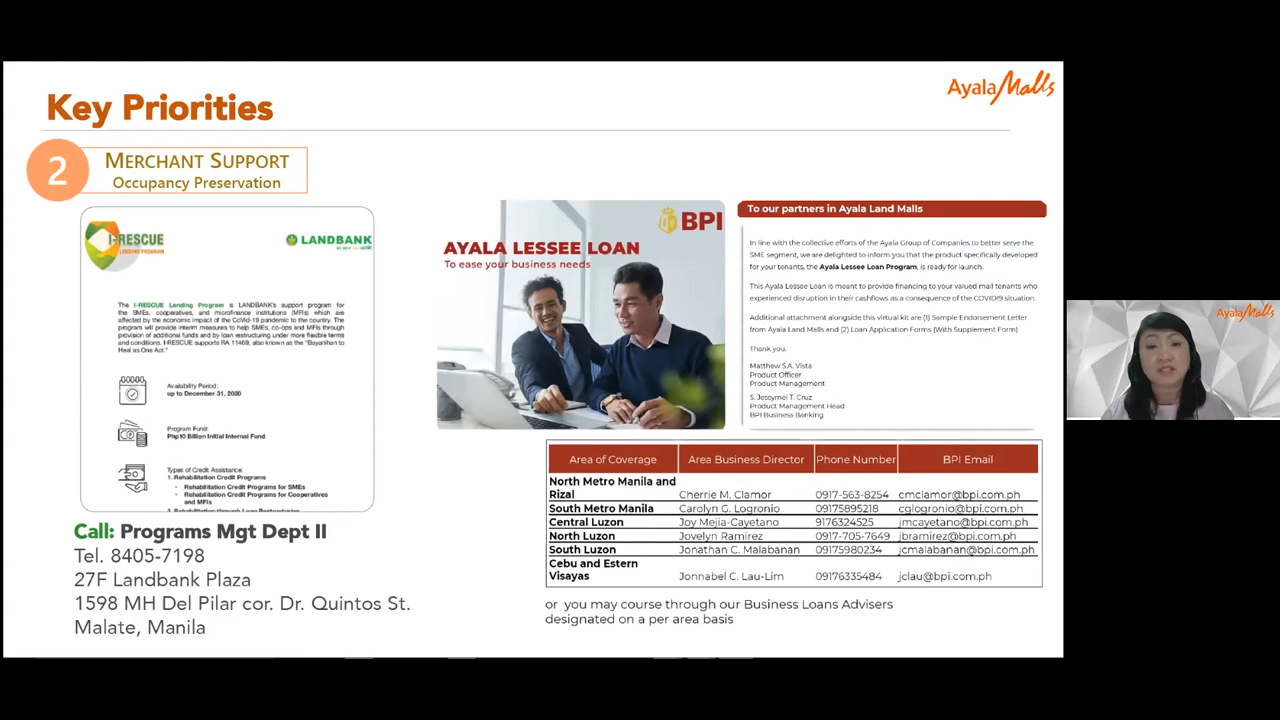 AyalaMalls
Key Priorities
2
MERCHANT SUPPORT
Occupancy Preservation
I-RESCUE
LENDING PROGRAM
LANDBANK
The I-RESCUE Lending Program is LANDBANK's support program for
the SMEs, cooperatives, and microfinance institutions (MFIs) which are
affected by the economic impact of the CoVid-19 pandemic to the country. The
program will provide interim measures to help SMEs, co-ops and MFIs through
provision of additional funds and by loan restructuring under more flexible terms
and conditions. I-RESCUE supports RA 11469, also known as the "Bayanihan to
Heal as One Act."
Availability Period:
up to December 31, 2020
Program Fund:
Php10 Billion Initial Internal Fund
Types of Credit Assistance:
1. Rehabilitation Credit Programs
• Rehabilitation Credit Programs for SMEs
• Rehabilitation Credit Programs for Cooperatives
and MFIs
2. Rehabilitation through Loan Restructuring
Call: Programs Mgt Dept II
Tel. 8405-7198
27F Landbank Plaza
1598 MH Del Pilar cor. Dr. Quintos St.
Malate, Manila
BPI
AYALA LESSEE LOAN
To ease your business needs
To our partners in Ayala Land Malls
In line with the collective efforts of the Ayala Group of Companies to better serve the
SME segment, we are delighted to inform you that the product specifically developed
for your tenants, the Ayala Lessee Loan Program, is ready for launch.
This Ayala Lessee Loan is meant to provide financing to your valued mall tenants who
experienced disruption in their cashflows as a consequence of the COVID19 situation.
Additional attachment alongside this virtual kit are (1) Sample Endorsement Letter
from Ayala Land Malls and (2) Loan Application Forms (With Supplement Form)
Thank you.
Matthew S.A. Vista
Product Officer
Product Management
S. Jessymel T. Cruz
Product Management Head
BPI Business Banking
Area of Coverage Area Business Director Phone Number BPI Email
North Metro Manila and
Rizal Cherrie M. Clamor 0917-563-8254 cmclamor@bpi.com.ph
South Metro Manila Carolyn G. Logronio 09175895218 cglogronio@bpi.com.ph
Central Luzon Joy Mejia-Cayetano 9176324525 jmcayetano@bpi.com.ph
North Luzon Jovelyn Ramirez 0917-705-7649 jbramirez@bpi.com.ph
South Luzon Jonathan C. Malabanan 09175980234 jcmalabanan@bpi.com.ph
Cebu and Estern
Visayas Jonnabel C. Lau-Lim 09176335484 jclau@bpi.com.ph
or you may course through our Business Loans Advisers
designated on a per area basis
AyalaMalls